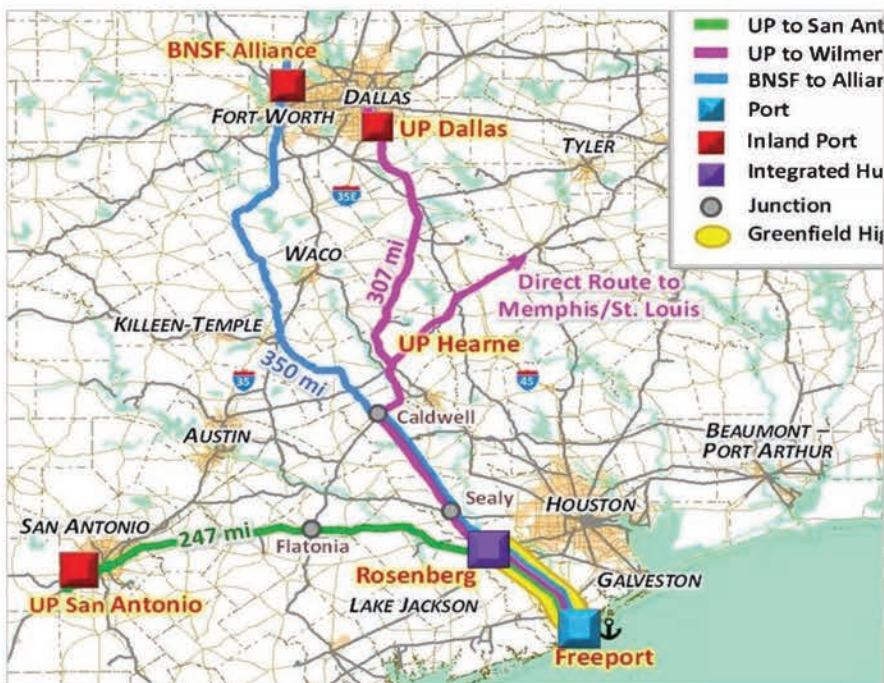 UP to San Ant
UP to Wilmer
BNSF to Allian
Port
Inland Port
Integrated Hu
Junction
Greenfield Hig
BNSF Alliance
DALLAS
FORT WORTH
UP Dallas
TYLER
35E
WACO
307 mi
Direct Route to
Memphis/St. Louis
KILLEEN-TEMPLE
UP Hearne
350 mi
35
45
Caldwell
AUSTIN
BEAUMONT –
PORT ARTHUR
Sealy
HOUSTON
SAN ANTONIO
247 mi
Flatonia
Rosenberg
GALVESTON
UP San Antonio
LAKE JACKSON
Freeport